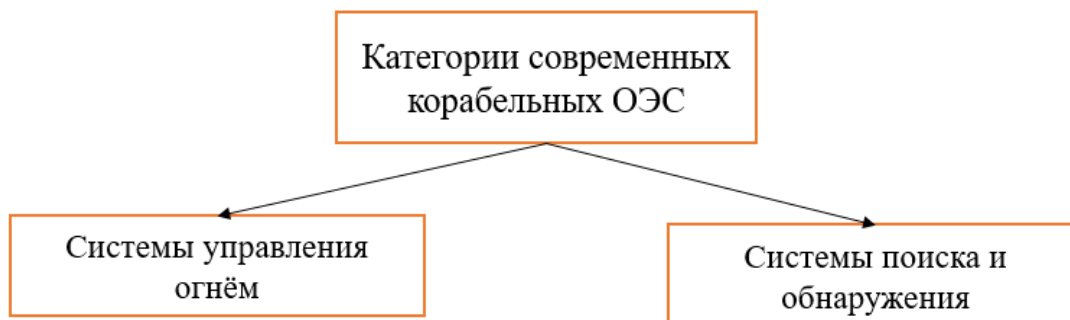 Категории современных
корабельных ОЭС
Системы управления
огнём
Системы поиска и
обнаружения